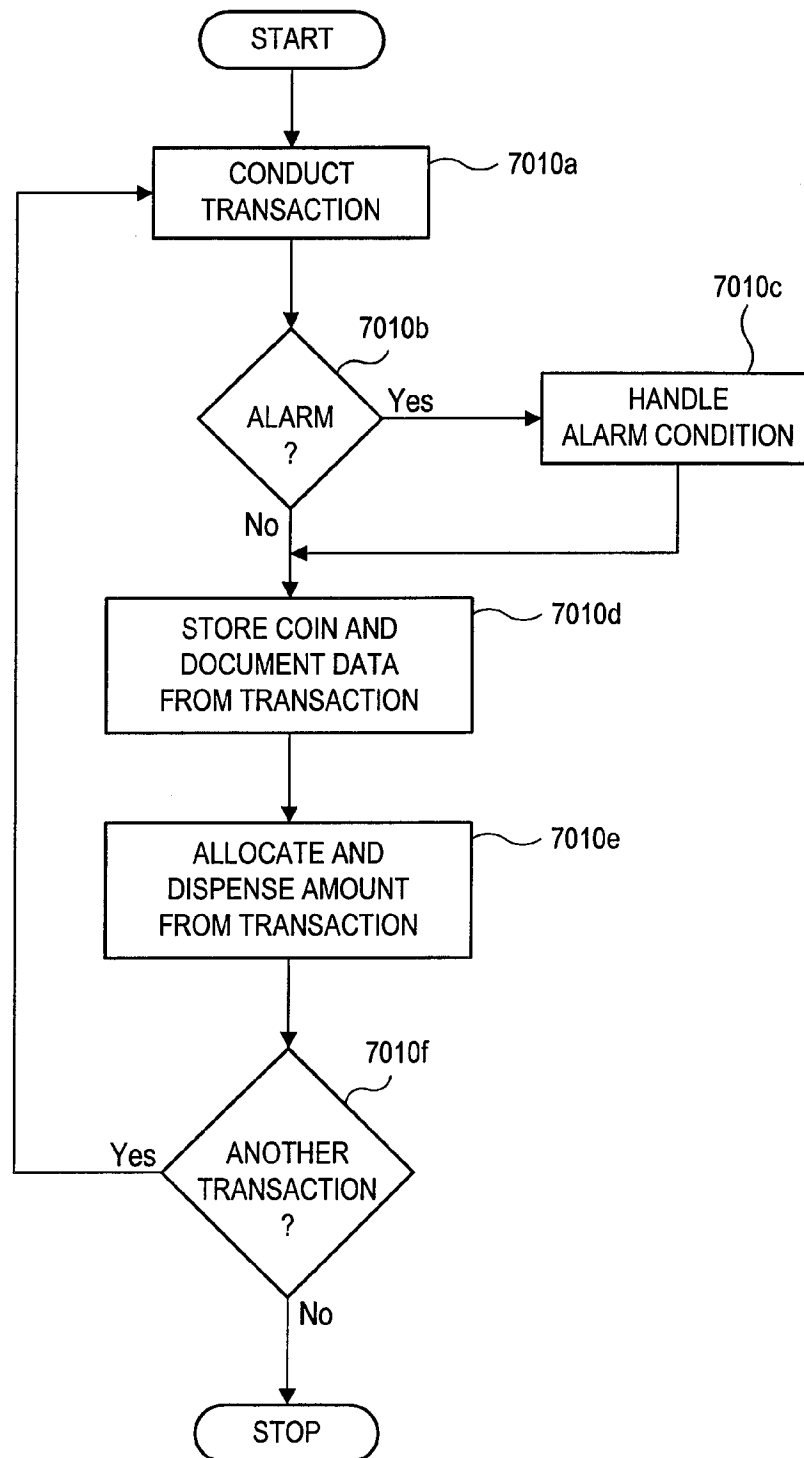 START
CONDUCT
TRANSACTION
7010a
7010b
ALARM
?
Yes
No
7010c
HANDLE
ALARM CONDITION
STORE COIN AND
DOCUMENT DATA
FROM TRANSACTION
7010d
ALLOCATE AND
DISPENSE AMOUNT
FROM TRANSACTION
7010e
7010f
ANOTHER
TRANSACTION
?
Yes
No
STOP